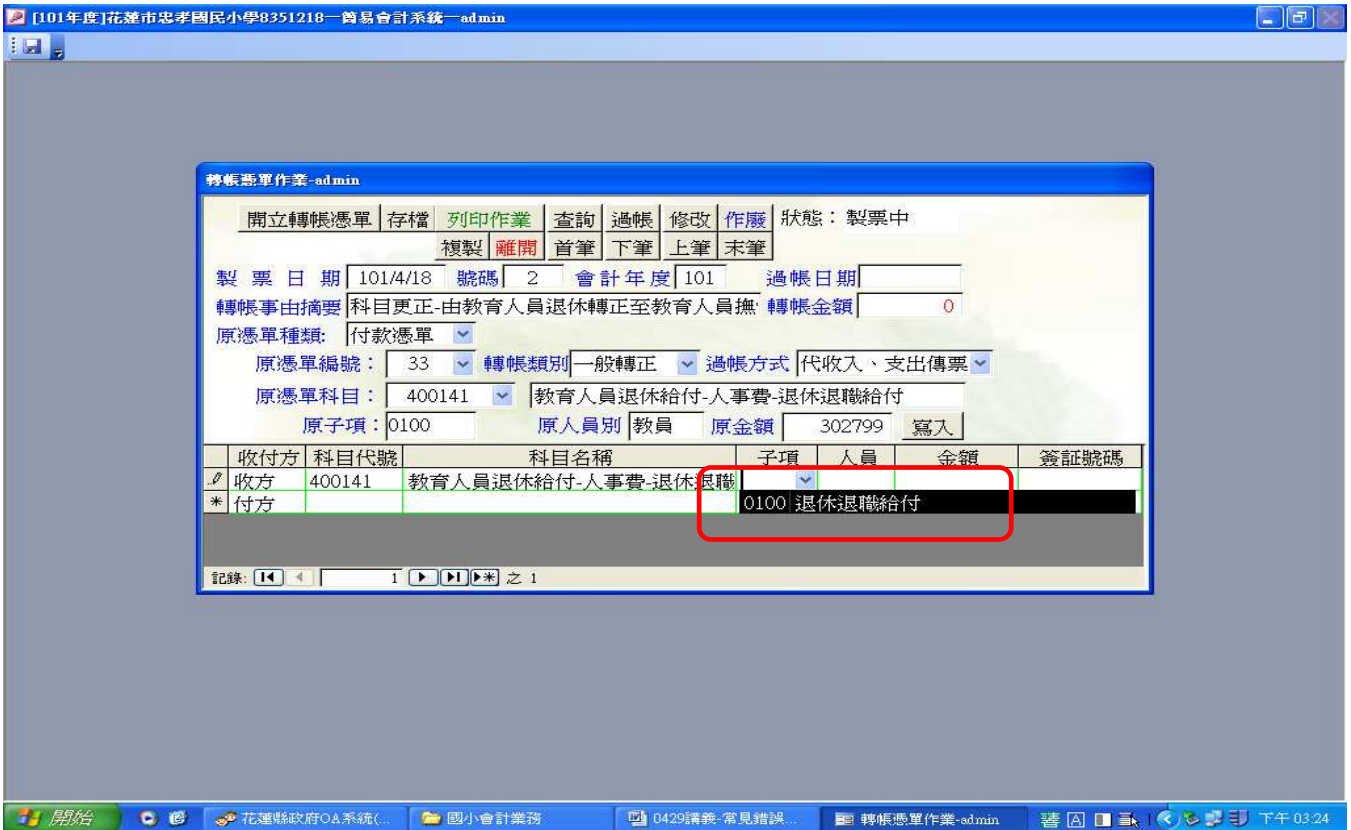 [101年度]花蓮市忠孝國民小學8351218—簡易會計系統—admin
轉帳憑單作業-admin
開立轉帳憑單 存檔 列印作業 查詢 過帳 修改 作廢 狀態：製票中
複製 離開 首筆 下筆 上筆 末筆
製票日期 101/4/18 號碼 2 會計年度 101 過帳日期
轉帳事由摘要 科目更正-由教育人員退休轉正至教育人員撫 轉帳金額 0
原憑單種類: 付款憑單
原憑單編號： 33 轉帳類別 一般轉正 過帳方式 代收入、支出傳票
原憑單科目： 400141 教育人員退休給付-人事費-退休退職給付
原子項：0100 原人員別 教員 原金額 302799 寫入
收付方 科目代號 科目名稱 子項 人員 金額 簽証號碼
收方 400141 教育人員退休給付-人事費-退休退職
* 付方 0100 退休退職給付
記錄: 1 之 1
開始 花蓮縣政府OA系統(... 國小會計業務 0429講義-常見錯誤... 轉帳憑單作業-admin 下午 03:24